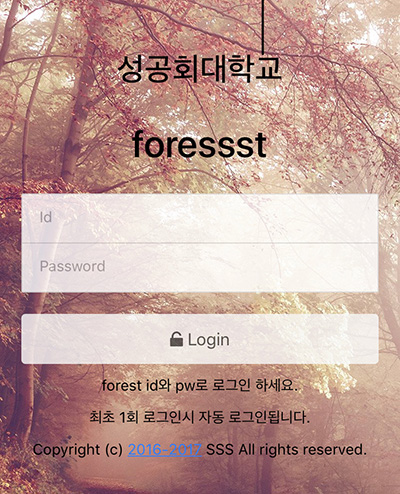 성공회대학교
foressst
Id
Password
Login
forest id와 pw로 로그인 하세요.
최초 1회 로그인시 자동 로그인됩니다.
Copyright (c) 2016-2017 SSS All rights reserved.